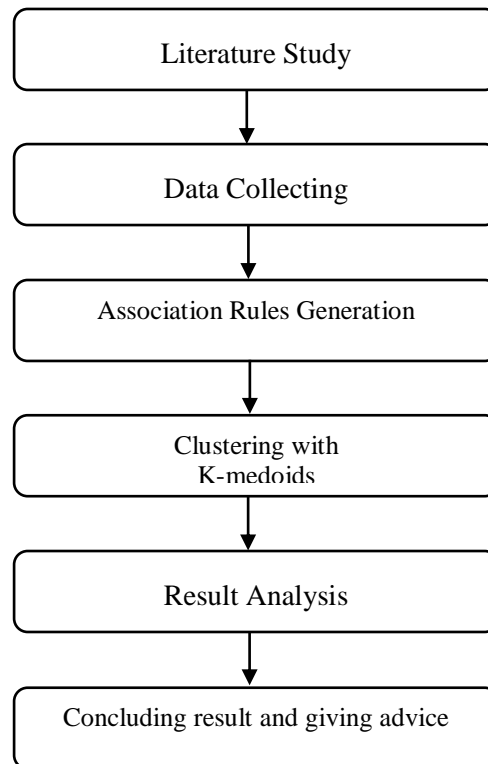 Literature Study
Data Collecting
Association Rules Generation
Clustering with
K-medoids
Result Analysis
Concluding result and giving advice